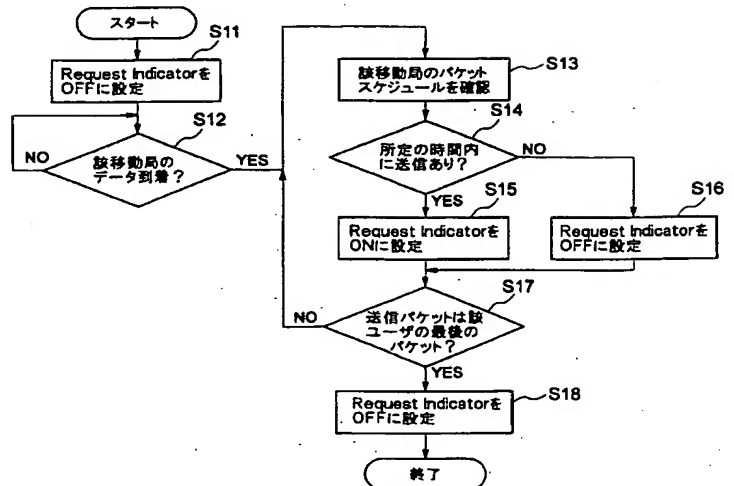 スタート
S11
Request Indicatorを
OFFに設定
S12
該移動局の
データ到着?
NO
YES
S13
該移動局のパケット
スケジュールを確認
S14
所定の時間内
に送信あり?
NO
YES
S15
Request Indicatorを
ONに設定
S16
Request Indicatorを
OFFに設定
S17
送信パケットは該
ユーザの最後の
パケット?
NO
YES
S18
Request Indicatorを
OFFに設定
終了